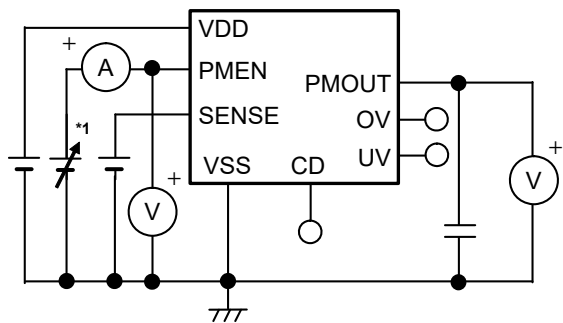 VDD
+
A
PMEN
PMOUT
*1
SENSE
OV
UV
VSS
CD
+
V
+
V